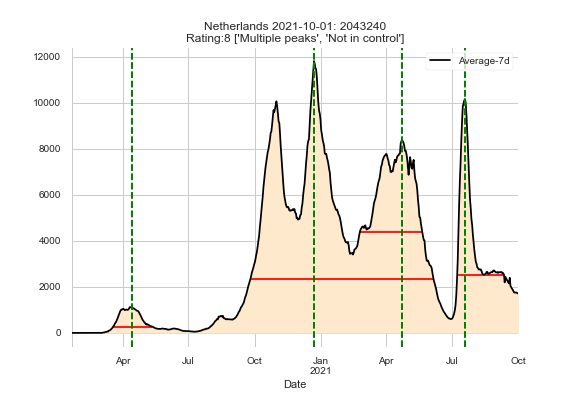 Netherlands 2021-10-01: 2043240
Rating:8 ['Multiple peaks', 'Not in control']
Average-7d
12000
10000
8000
6000
4000
2000
0
Apr Jul Oct Jan Apr Jul Oct
2021
Date